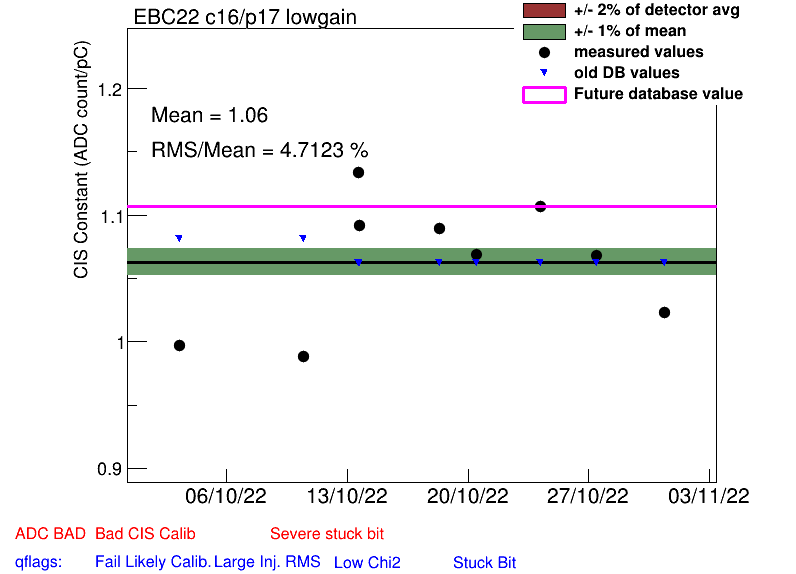 EBC22 c16/p17 lowgain
+/- 2% of detector avg
+/- 1% of mean
measured values
old DB values
Future database value
CIS Constant (ADC count/pC)
Mean = 1.06
RMS/Mean = 4.7123 %
1.2
1.1
1
0.9
06/10/22 13/10/22 20/10/22 27/10/22 03/11/22
ADC BAD Bad CIS Calib Severe stuck bit
qflags: Fail Likely Calib. Large Inj. RMS Low Chi2 Stuck Bit